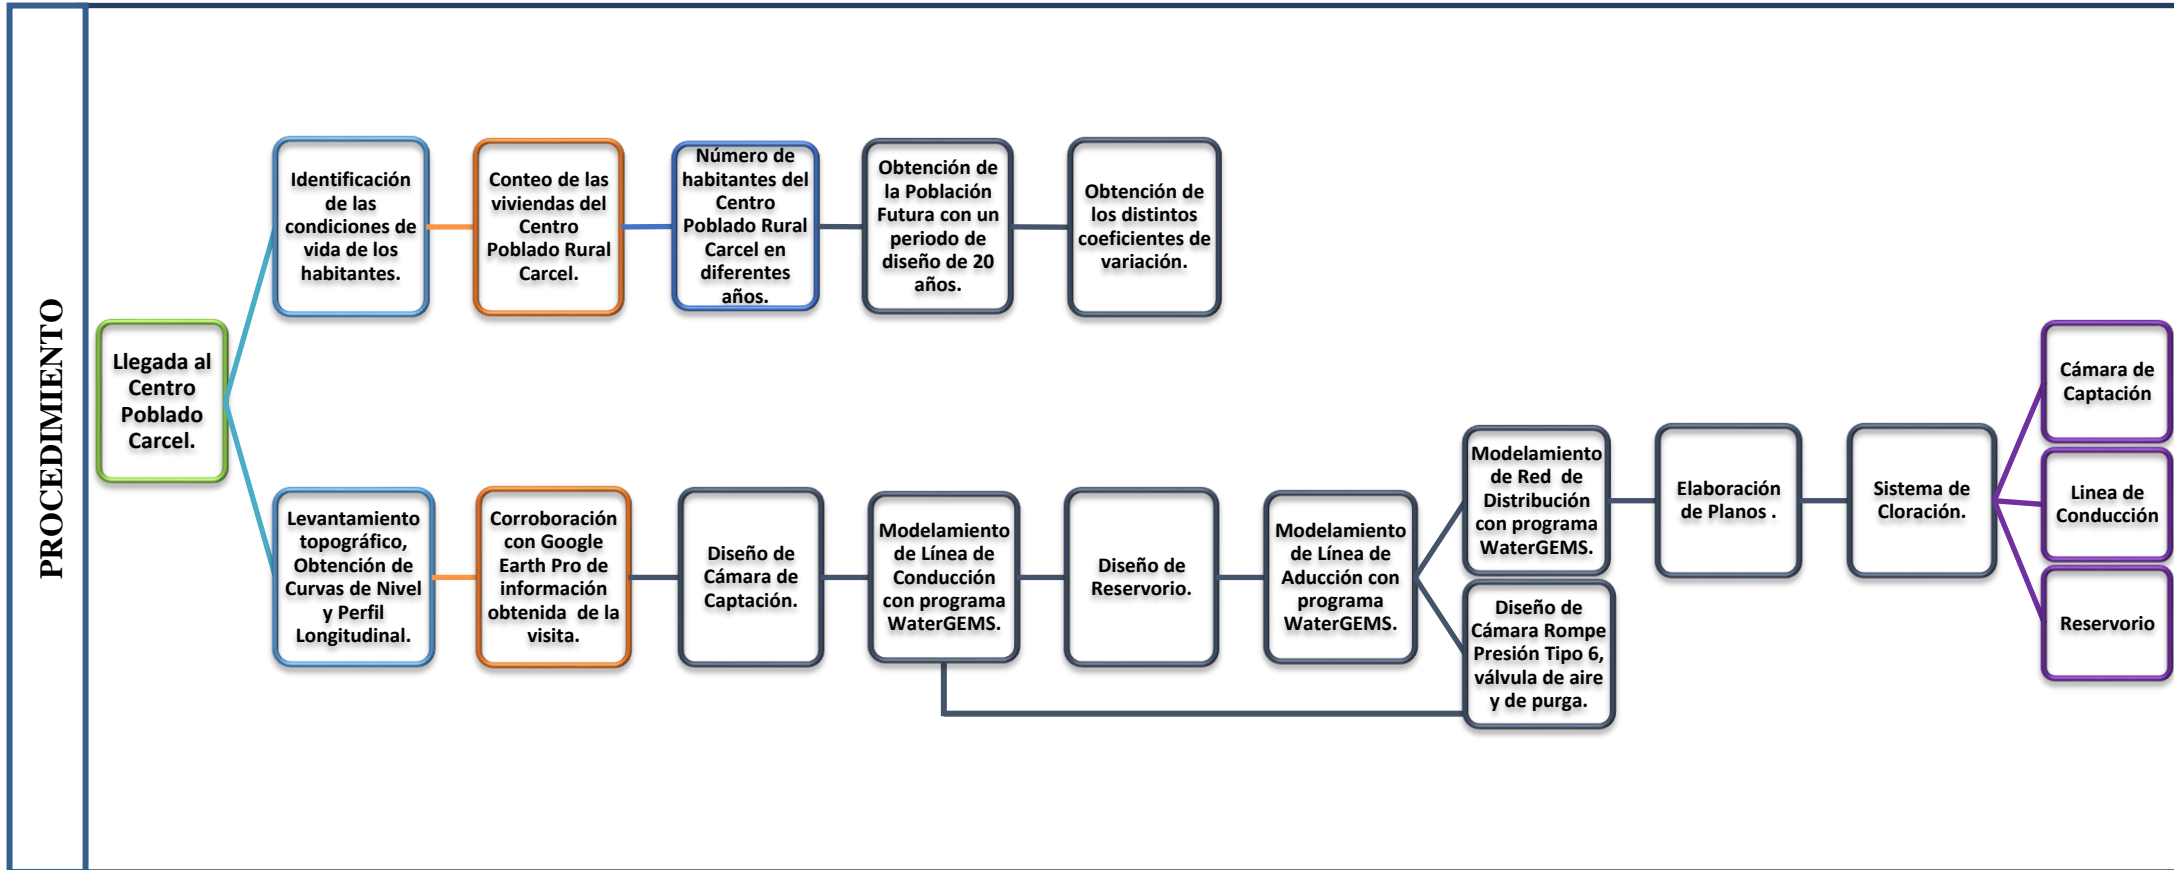 PROCEDIMIENTO
Llegada al
Centro
Poblado
Carcel.
Identificación
de las
condiciones de
vida de los
habitantes.
Conteo de las
viviendas del
Centro
Poblado Rural
Carcel.
Número de
habitantes del
Centro
Poblado Rural
Carcel en
diferentes
años.
Obtención de
la Población
Futura con un
periodo de
diseño de 20
años.
Obtención de
los distintos
coeficientes de
variación.
Levantamiento
topográfico,
Obtención de
Curvas de Nivel
y Perfil
Longitudinal.
Corroboración
con Google
Earth Pro de
información
obtenida  de la
visita.
Diseño de
Cámara de
Captación.
Modelamiento
de Línea de
Conducción
con programa
WaterGEMS.
Diseño de
Reservorio.
Modelamiento
de Línea de
Aducción con
programa
WaterGEMS.
Modelamiento
de Red  de
Distribución
con programa
WaterGEMS.
Diseño de
Cámara Rompe
Presión Tipo 6,
válvula de aire
y de purga.
Elaboración
de Planos .
Sistema de
Cloración.
Cámara de
Captación
Linea de
Conducción
Reservorio